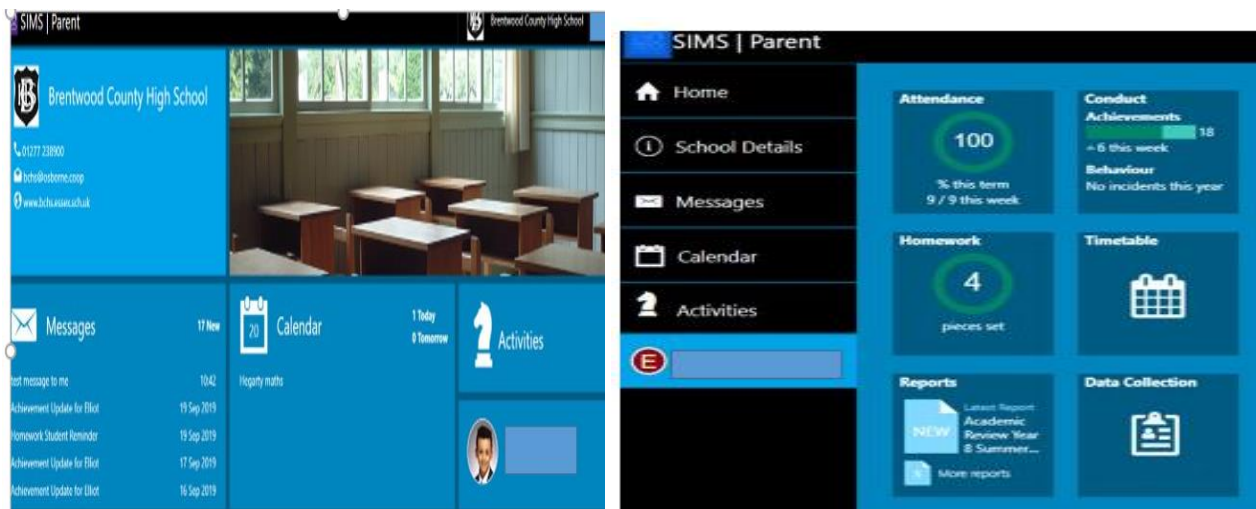 SIMS | Parent
Brentwood County High School
Brentwood County High School
01277 238900
bchs@osborne.coop
www.bchs.essex.sch.uk
Messages
17 New
test message to me 10:42
Achievement Update for Elliot 19 Sep 2019
Homework Student Reminder 19 Sep 2019
Achievement Update for Elliot 17 Sep 2019
Achievement Update for Elliot 16 Sep 2019
20
Calendar
1 Today
0 Tomorrow
Hegarty maths
Activities
SIMS | Parent
Home
School Details
Messages
Calendar
Activities
E
Attendance
100
% this term
9 / 9 this week
Conduct
Achievements
18
6 this week
Behaviour
No incidents this year
Homework
4
pieces set
Timetable
Reports
NEW
Latest Report
Academic
Review Year
8 Summer...
More reports
Data Collection